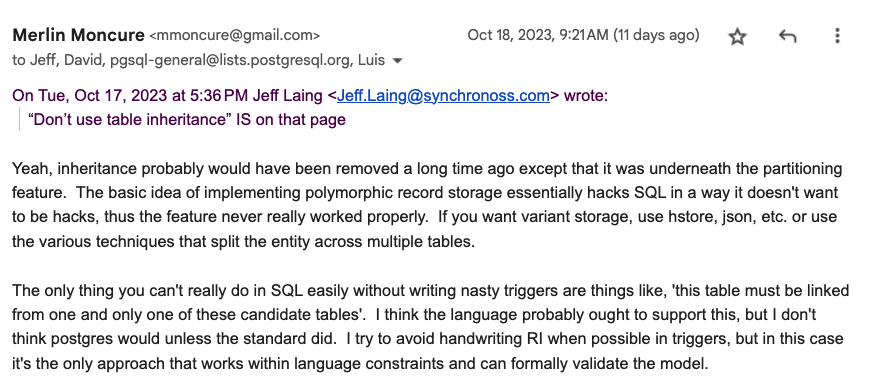 Merlin Moncure <mmoncure@gmail.com> Oct 18, 2023, 9:21 AM (11 days ago)
to Jeff, David, pgsql-general@lists.postgresql.org, Luis
On Tue, Oct 17, 2023 at 5:36 PM Jeff Laing <Jeff.Laing@synchronoss.com> wrote:
“Don’t use table inheritance” IS on that page
Yeah, inheritance probably would have been removed a long time ago except that it was underneath the partitioning
feature.  The basic idea of implementing polymorphic record storage essentially hacks SQL in a way it doesn't want
to be hacks, thus the feature never really worked properly.  If you want variant storage, use hstore, json, etc. or use
the various techniques that split the entity across multiple tables.
The only thing you can't really do in SQL easily without writing nasty triggers are things like, 'this table must be linked
from one and only one of these candidate tables'.  I think the language probably ought to support this, but I don't
think postgres would unless the standard did.  I try to avoid handwriting RI when possible in triggers, but in this case
it's the only approach that works within language constraints and can formally validate the model.